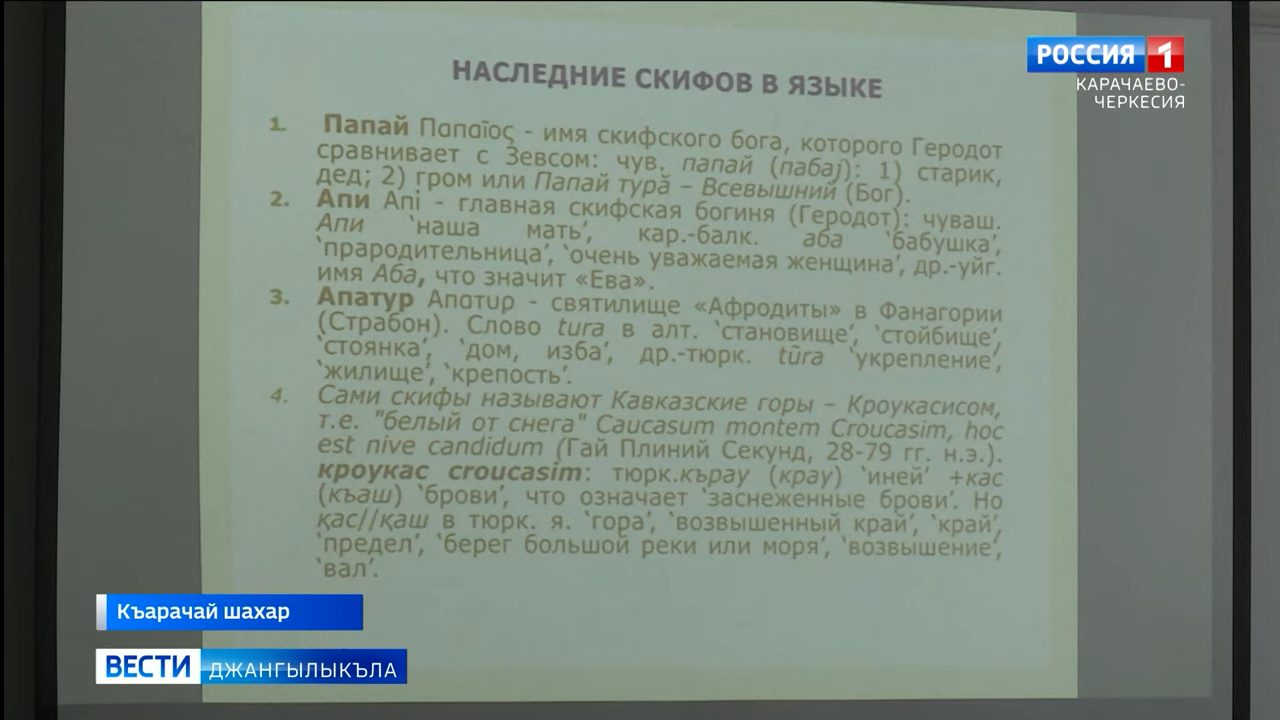 НАСЛЕДНИЕ СКИФОВ В ЯЗЫКЕ
РОССИЯ 1
КАРАЧАЕВО-
ЧЕРКЕСИЯ
1. Папай Παπαῖος - имя скифского бога, которого Геродот
сравнивает с Зевсом: чув. папай (пабај): 1) старик,
дед; 2) гром или Папай турă – Всевышний (Бог).
2. Апи Απί - главная скифская богиня (Геродот): чуваш.
Апи ‛наша мать’, кар.-балк. аба ‛бабушка’,
‛прародительница’, ‛очень уважаемая женщина’, др.-уйг.
имя Аба, что значит «Ева».
3. Апатур Απατυρ - святилище «Афродиты» в Фанагории
(Страбон). Слово tura в алт. ‛становище’, ‛стойбище’,
‛стоянка’, ‛дом, изба’, др.-тюрк. tūra ‛укрепление’,
‛жилище’, ‛крепость’.
4. Сами скифы называют Кавказские горы – Кроукасисом,
т.е. "белый от снега" Caucasum montem Croucasim, hoc
est nive candidum (Гай Плиний Секунд, 28-79 гг. н.э.).
кроукас croucasim: тюрк.кърау (крау) ‛иней’ +кас
(къаш) ‛брови’, что означает ‛заснеженные брови’. Но
қас//қаш в тюрк. я. ‛гора’, ‛возвышенный край’, ‛край’,
‛предел’, ‛берег большой реки или моря’, ‛возвышение’,
‛вал’.
Къарачай шахар
ВЕСТИ ДЖАНГЫЛЫКЪЛА